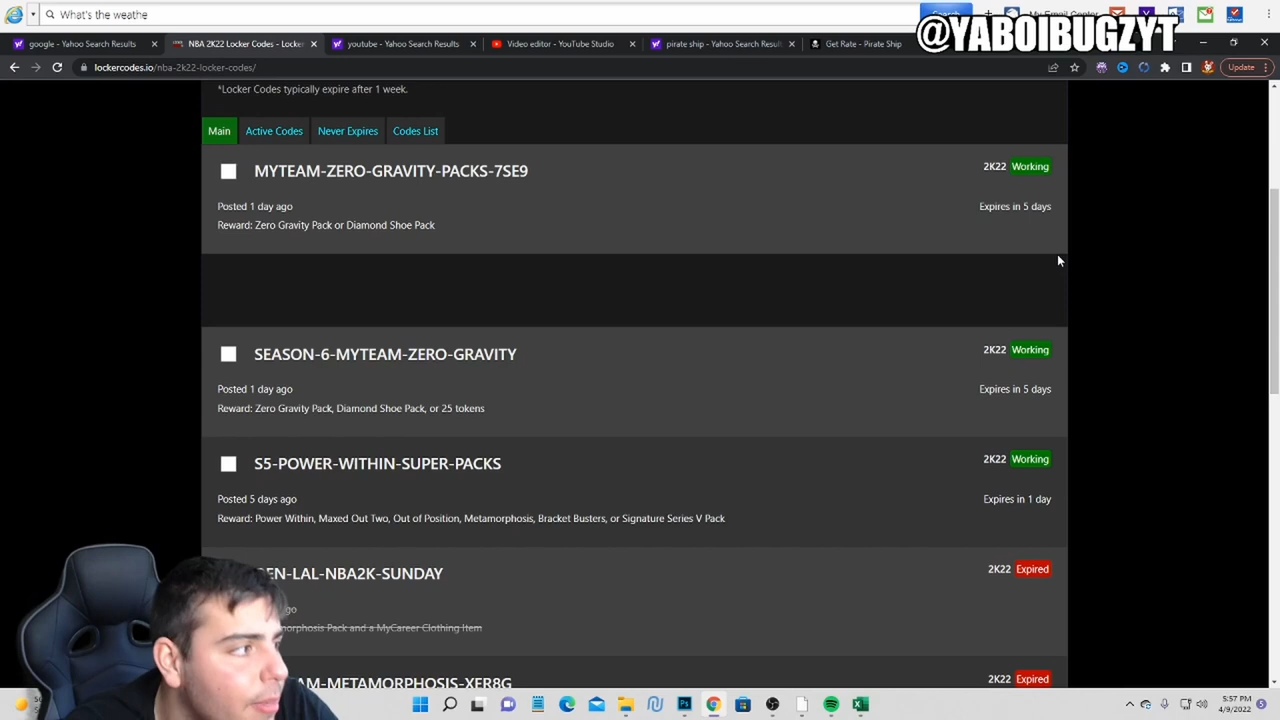 What's the weathe
Search
My Email Center
@YABOIBUGZYT
google - Yahoo Search Results
NBA 2K22 Locker Codes - Locker
youtube - Yahoo Search Results
Video editor - YouTube Studio
pirate ship - Yahoo Search Result
Get Rate - Pirate Ship
lockercodes.io/nba-2k22-locker-codes/
Update
*Locker Codes typically expire after 1 week.
Main
Active Codes
Never Expires
Codes List
MYTEAM-ZERO-GRAVITY-PACKS-7SE9
2K22 Working
Posted 1 day ago
Expires in 5 days
Reward: Zero Gravity Pack or Diamond Shoe Pack
SEASON-6-MYTEAM-ZERO-GRAVITY
2K22 Working
Posted 1 day ago
Expires in 5 days
Reward: Zero Gravity Pack, Diamond Shoe Pack, or 25 tokens
S5-POWER-WITHIN-SUPER-PACKS
2K22 Working
Posted 5 days ago
Expires in 1 day
Reward: Power Within, Maxed Out Two, Out of Position, Metamorphosis, Bracket Busters, or Signature Series V Pack
EN-LAL-NBA2K-SUNDAY
2K22 Expired
go
morphosis Pack and a MyCareer Clothing Item
AM-METAMORPHOSIS-XER8G
2K22 Expired
5:57 PM
4/9/2022